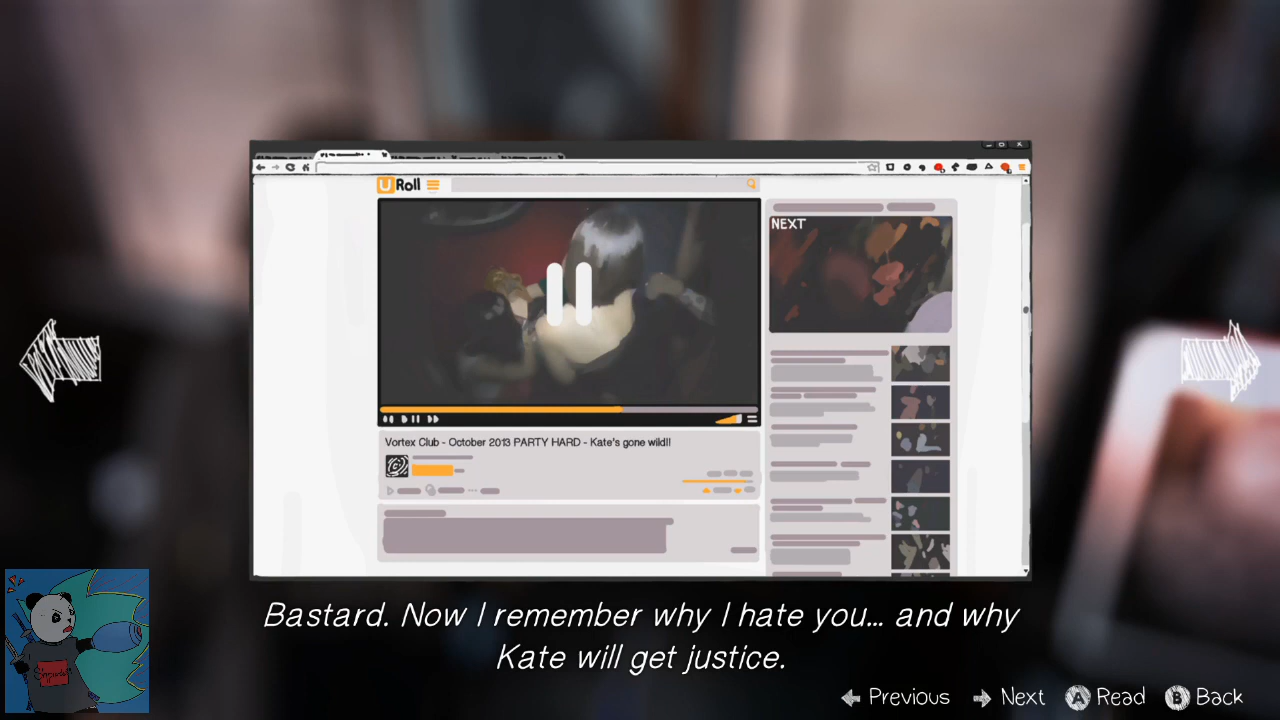 U Roll
NEXT
Vortex Club - October 2013 PARTY HARD - Kate's gone wild!!
Bastard. Now I remember why I hate you... and why
Kate will get justice.
Previous Next A Read B Back